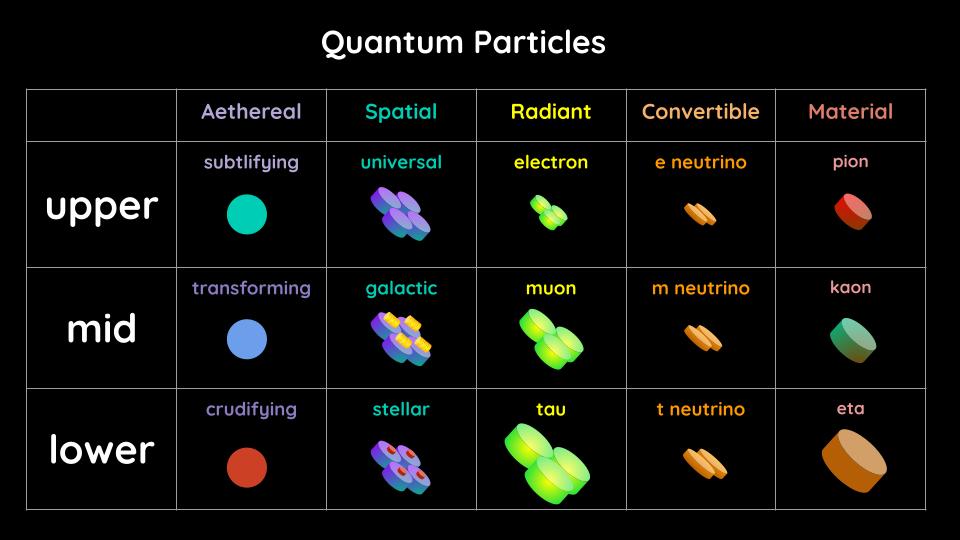 Quantum Particles
Aethereal Spatial Radiant Convertible Material
upper subtlifying universal electron e neutrino pion
mid transforming galactic muon m neutrino kaon
lower crudifying stellar tau t neutrino eta